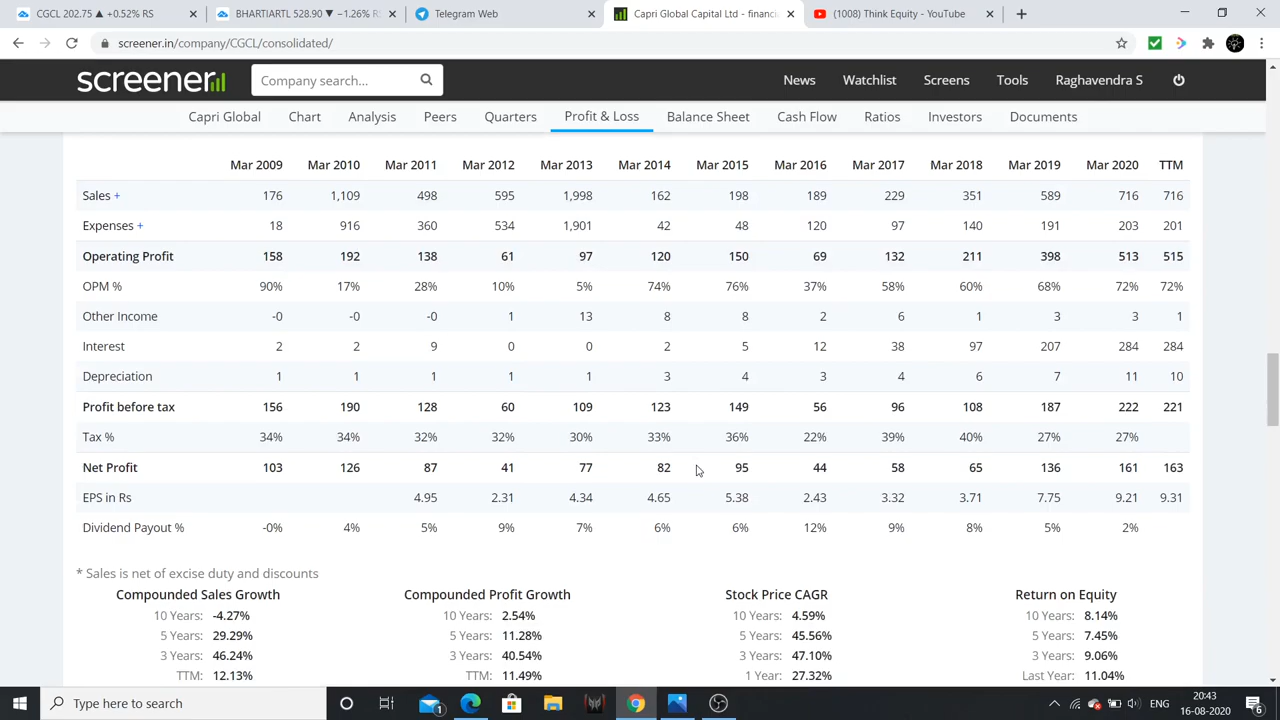 CGCL 202.75 ▲ +0.52% RS
BHARTIARTL 528.90 ▼ −1.26% RS
Telegram Web
Capri Global Capital Ltd - financi
(1008) Think Equity - YouTube
screener.in/company/CGCL/consolidated/
screener
Company search...
News Watchlist Screens Tools Raghavendra S
Capri Global Chart Analysis Peers Quarters Profit & Loss Balance Sheet Cash Flow Ratios Investors Documents
Mar 2009 Mar 2010 Mar 2011 Mar 2012 Mar 2013 Mar 2014 Mar 2015 Mar 2016 Mar 2017 Mar 2018 Mar 2019 Mar 2020 TTM
Sales + 176 1,109 498 595 1,998 162 198 189 229 351 589 716 716
Expenses + 18 916 360 534 1,901 42 48 120 97 140 191 203 201
Operating Profit 158 192 138 61 97 120 150 69 132 211 398 513 515
OPM % 90% 17% 28% 10% 5% 74% 76% 37% 58% 60% 68% 72% 72%
Other Income -0 -0 -0 1 13 8 8 2 6 1 3 3 1
Interest 2 2 9 0 0 2 5 12 38 97 207 284 284
Depreciation 1 1 1 1 1 3 4 3 4 6 7 11 10
Profit before tax 156 190 128 60 109 123 149 56 96 108 187 222 221
Tax % 34% 34% 32% 32% 30% 33% 36% 22% 39% 40% 27% 27%
Net Profit 103 126 87 41 77 82 95 44 58 65 136 161 163
EPS in Rs 4.95 2.31 4.34 4.65 5.38 2.43 3.32 3.71 7.75 9.21 9.31
Dividend Payout % -0% 4% 5% 9% 7% 6% 6% 12% 9% 8% 5% 2%
* Sales is net of excise duty and discounts
Compounded Sales Growth Compounded Profit Growth Stock Price CAGR Return on Equity
10 Years: -4.27% 10 Years: 2.54% 10 Years: 4.59% 10 Years: 8.14%
5 Years: 29.29% 5 Years: 11.28% 5 Years: 45.56% 5 Years: 7.45%
3 Years: 46.24% 3 Years: 40.54% 3 Years: 47.10% 3 Years: 9.06%
TTM: 12.13% TTM: 11.49% 1 Year: 27.32% Last Year: 11.04%
Type here to search
1
ENG
20:43
16-08-2020
6